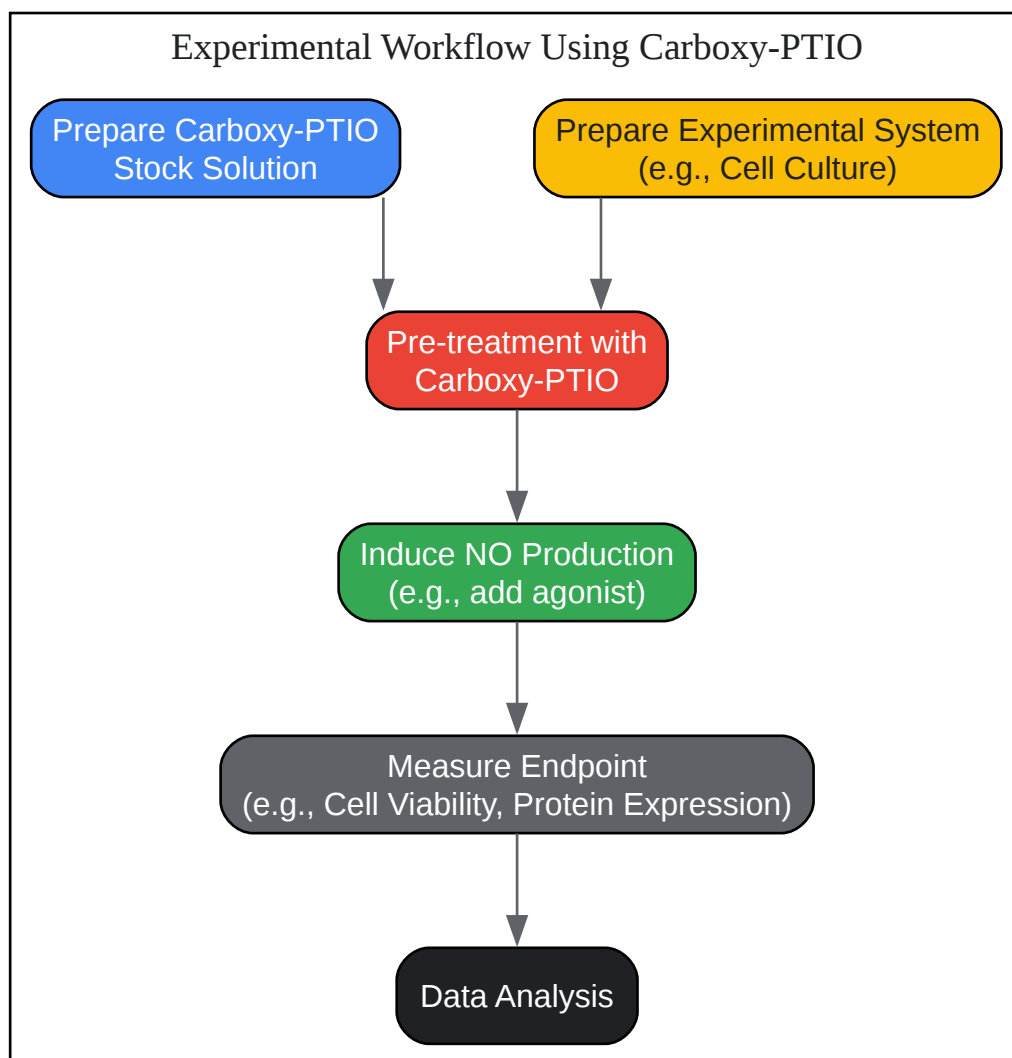 Experimental Workflow Using Carboxy-PTIO
Prepare Carboxy-PTIO
Stock Solution
Prepare Experimental System
(e.g., Cell Culture)
Pre-treatment with
Carboxy-PTIO
Induce NO Production
(e.g., add agonist)
Measure Endpoint
(e.g., Cell Viability, Protein Expression)
Data Analysis